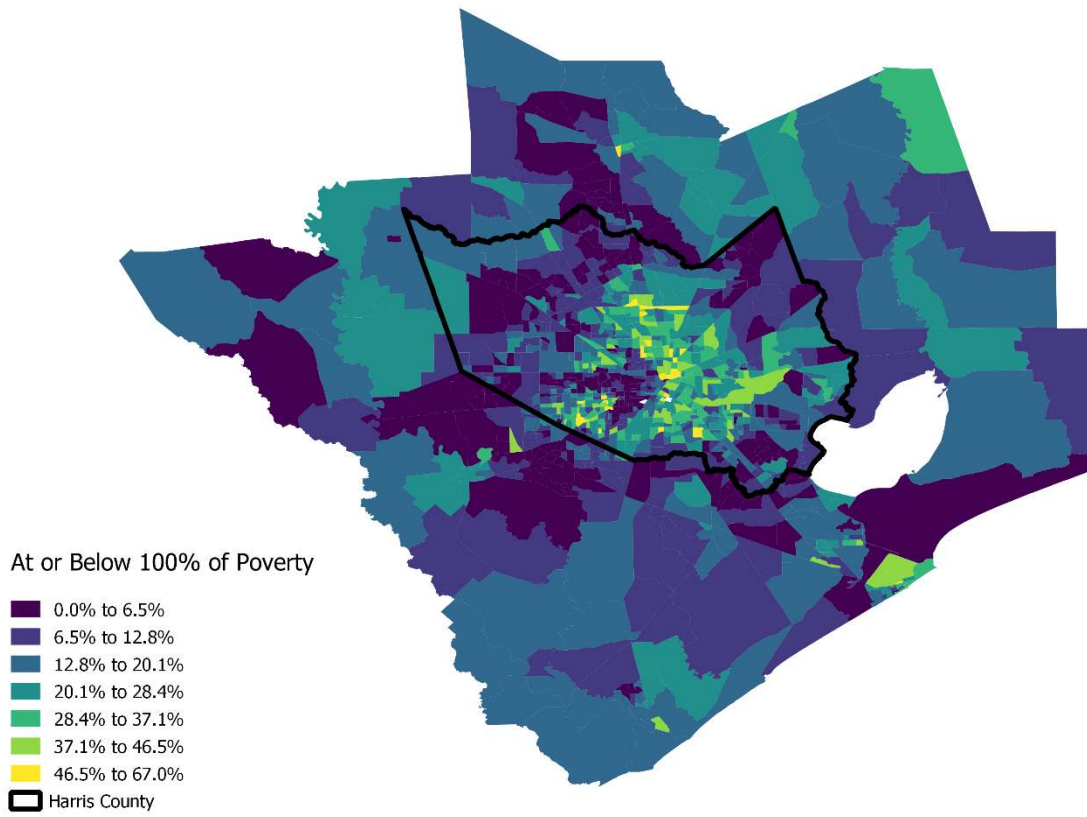 At or Below 100% of Poverty
0.0% to 6.5%
6.5% to 12.8%
12.8% to 20.1%
20.1% to 28.4%
28.4% to 37.1%
37.1% to 46.5%
46.5% to 67.0%
Harris County